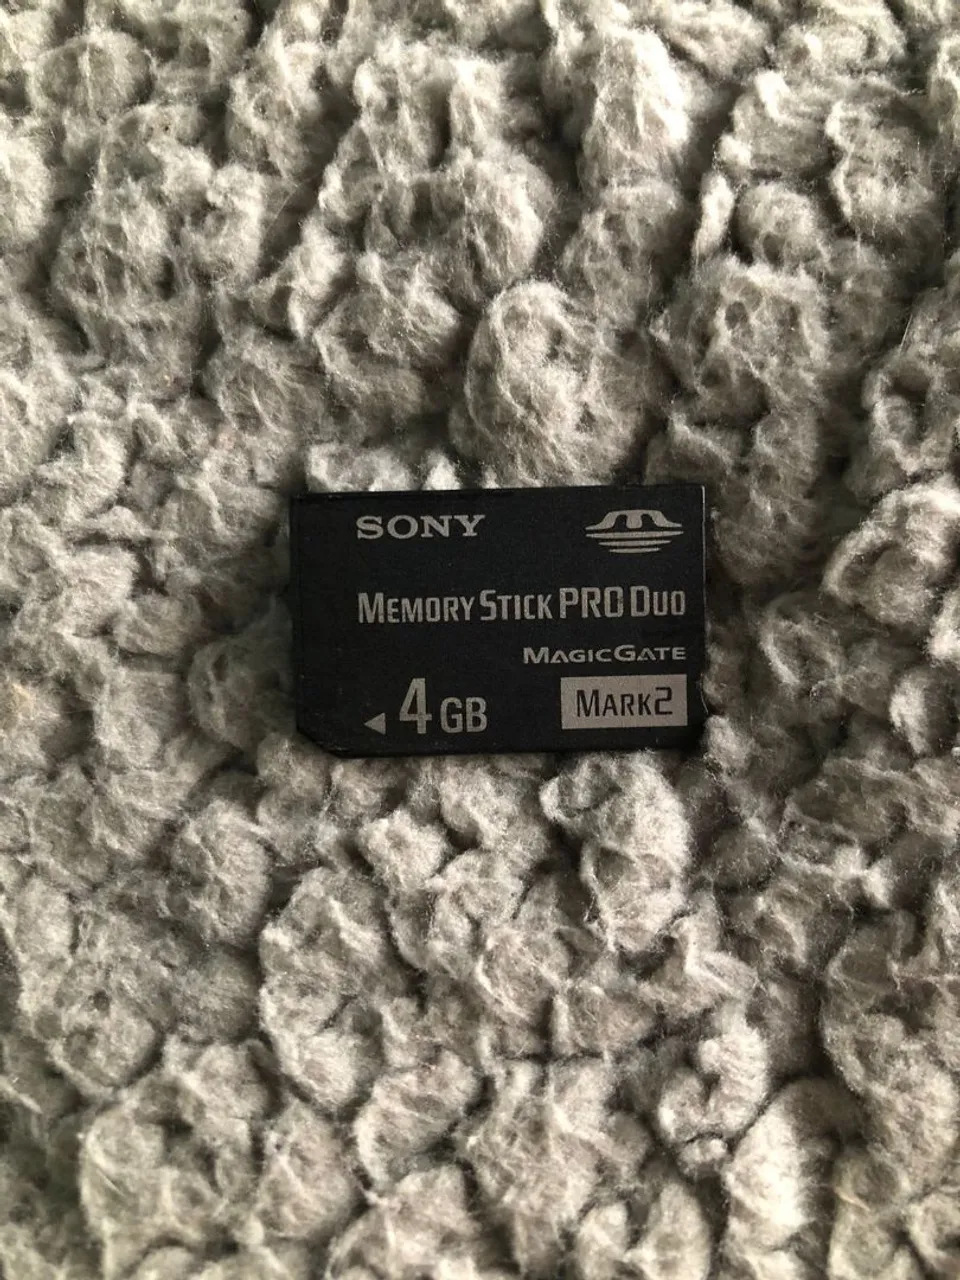 SONY
MEMORY STICK PRO DUO
MAGICGATE
4 GB
MARK2